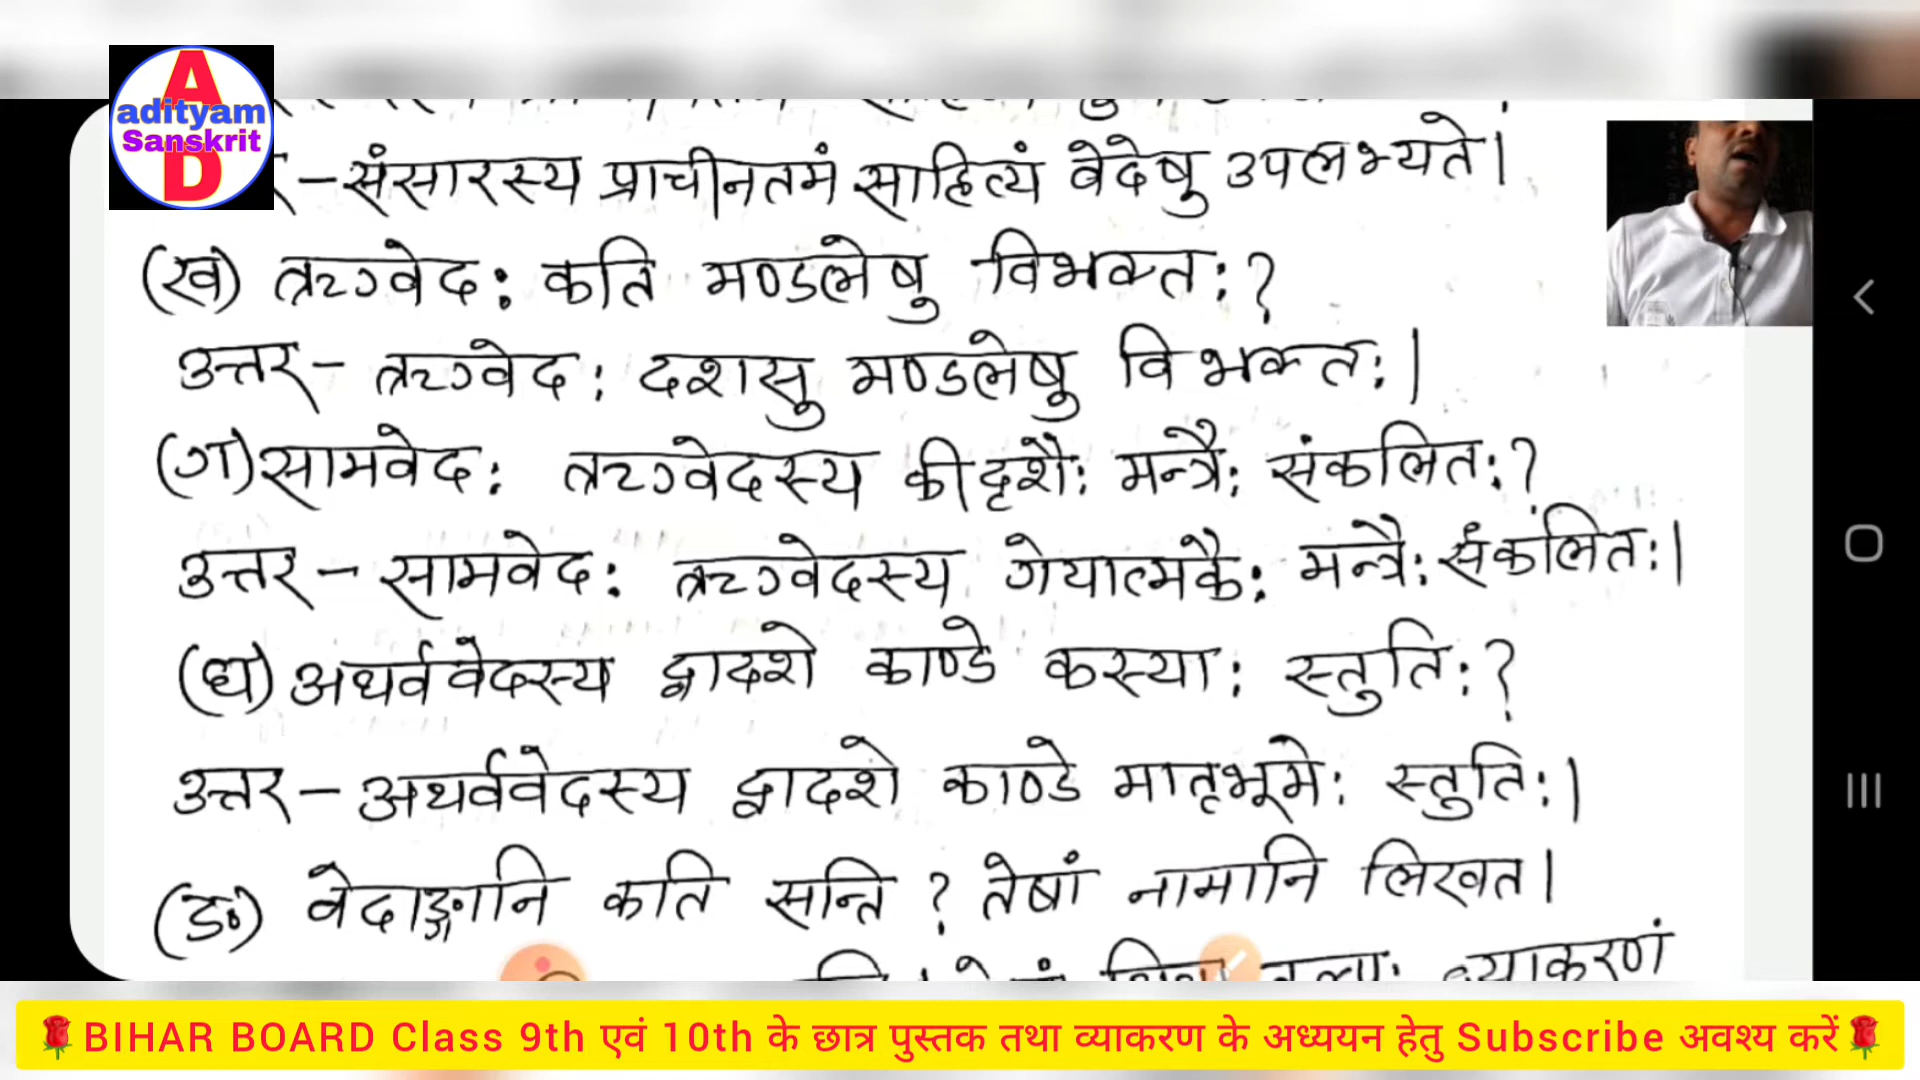 A
adityam
Sanskrit
D
–संसारस्य प्राचीनतमं साहित्यं वेदेषु उपलभ्यते।
(ख) ऋग्वेद: कति मण्डलेषु विभक्त:?
उत्तर– ऋग्वेद: दशसु मण्डलेषु विभक्त:।
(ग) सामवेद: ऋग्वेदस्य कीदृशै: मन्त्रै: संकलित:?
उत्तर – सामवेद: ऋग्वेदस्य गेयात्मकै: मन्त्रै: संकलित:।
(घ) अथर्ववेदस्य द्वादशे काण्डे कस्या: स्तुति:?
उत्तर – अथर्ववेदस्य द्वादशे काण्डे मातृभूमे: स्तुति:।
(ङ) वेदाङ्गानि कति सन्ति ? तेषां नामानि लिखत।
व्याकरणं
BIHAR BOARD Class 9th एवं 10th के छात्र पुस्तक तथा व्याकरण के अध्ययन हेतु Subscribe अवश्य करें